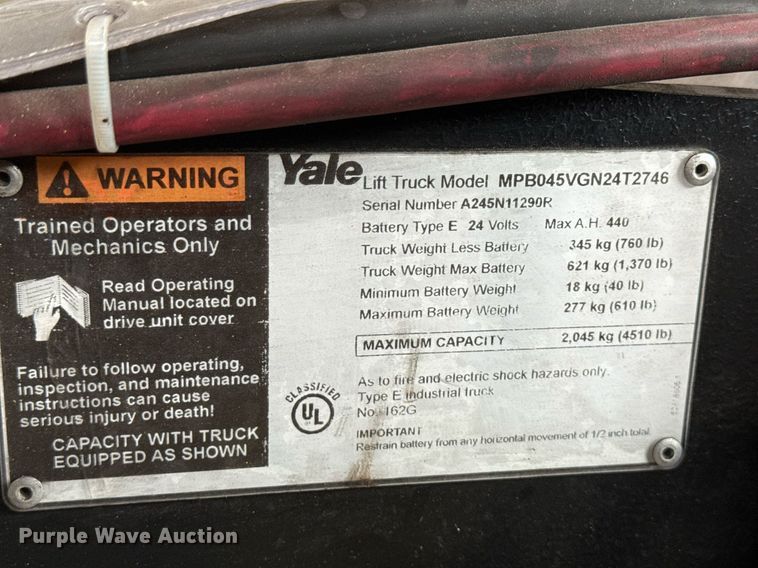 WARNING
Trained Operators and
Mechanics Only
Read Operating
Manual located on
drive unit cover
Failure to follow operating,
inspection, and maintenance
instructions can cause
serious injury or death!
CAPACITY WITH TRUCK
EQUIPPED AS SHOWN
Yale Lift Truck Model MPB045VGN24T2746
Serial Number A245N11290R
Battery Type E 24 Volts Max A.H. 440
Truck Weight Less Battery 345 kg (760 lb)
Truck Weight Max Battery 621 kg (1,370 lb)
Minimum Battery Weight 18 kg (40 lb)
Maximum Battery Weight 277 kg (610 lb)
MAXIMUM CAPACITY 2,045 kg (4510 lb)
CLASSIFIED
UL
As to fire and electric shock hazards only.
Type E industrial truck
No. 162G
IMPORTANT
Restrain battery from any horizontal movement of 1/2 inch total.
Purple Wave Auction